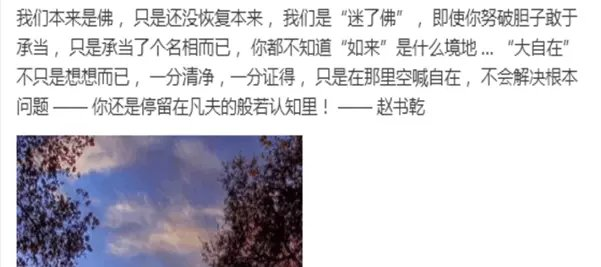 我们本来是佛，只是还没恢复本来，我们是“迷了佛”，即使你努破胆子敢于
承当，只是承当了个名相而已，你都不知道“如来”是什么境地 ... “大自在”
不只是想想而已，一分清净，一分证得，只是在那里空喊自在，不会解决根本
问题 —— 你还是停留在凡夫的般若认知里！ —— 赵书乾